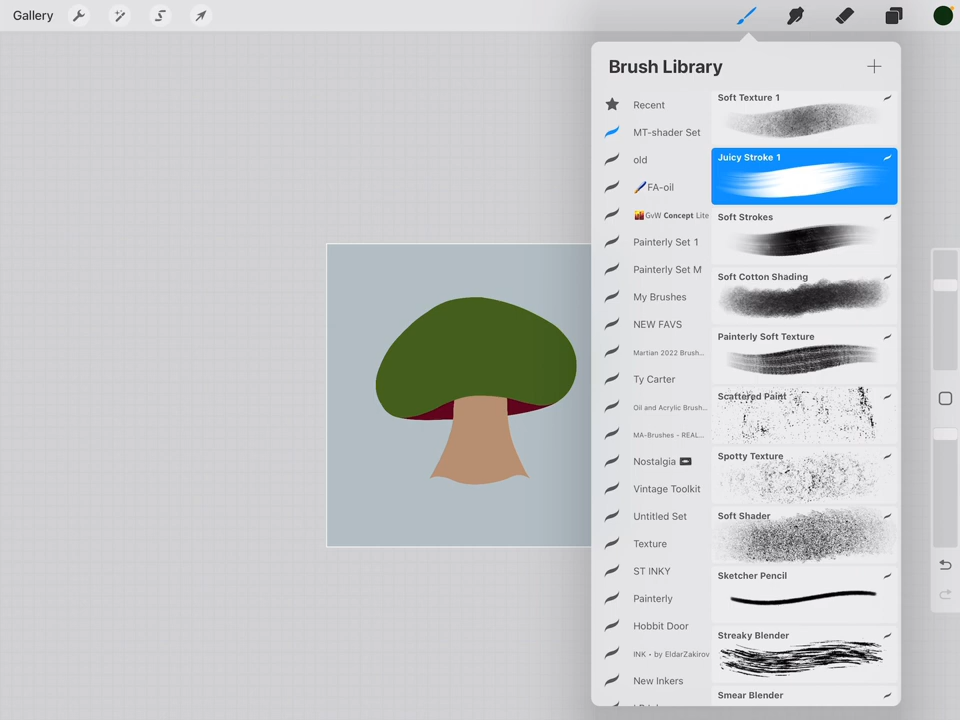 Gallery
Brush Library
Recent
MT-shader Set
old
FA-oil
GvW Concept Lite
Painterly Set 1
Painterly Set M
My Brushes
NEW FAVS
Martian 2022 Brush...
Ty Carter
Oil and Acrylic Brush...
MA-Brushes - REAL...
Nostalgia
Vintage Toolkit
Untitled Set
Texture
ST INKY
Painterly
Hobbit Door
INK • by EldarZakirov
New Inkers
Soft Texture 1
Juicy Stroke 1
Soft Strokes
Soft Cotton Shading
Painterly Soft Texture
Scattered Paint
Spotty Texture
Soft Shader
Sketcher Pencil
Streaky Blender
Smear Blender